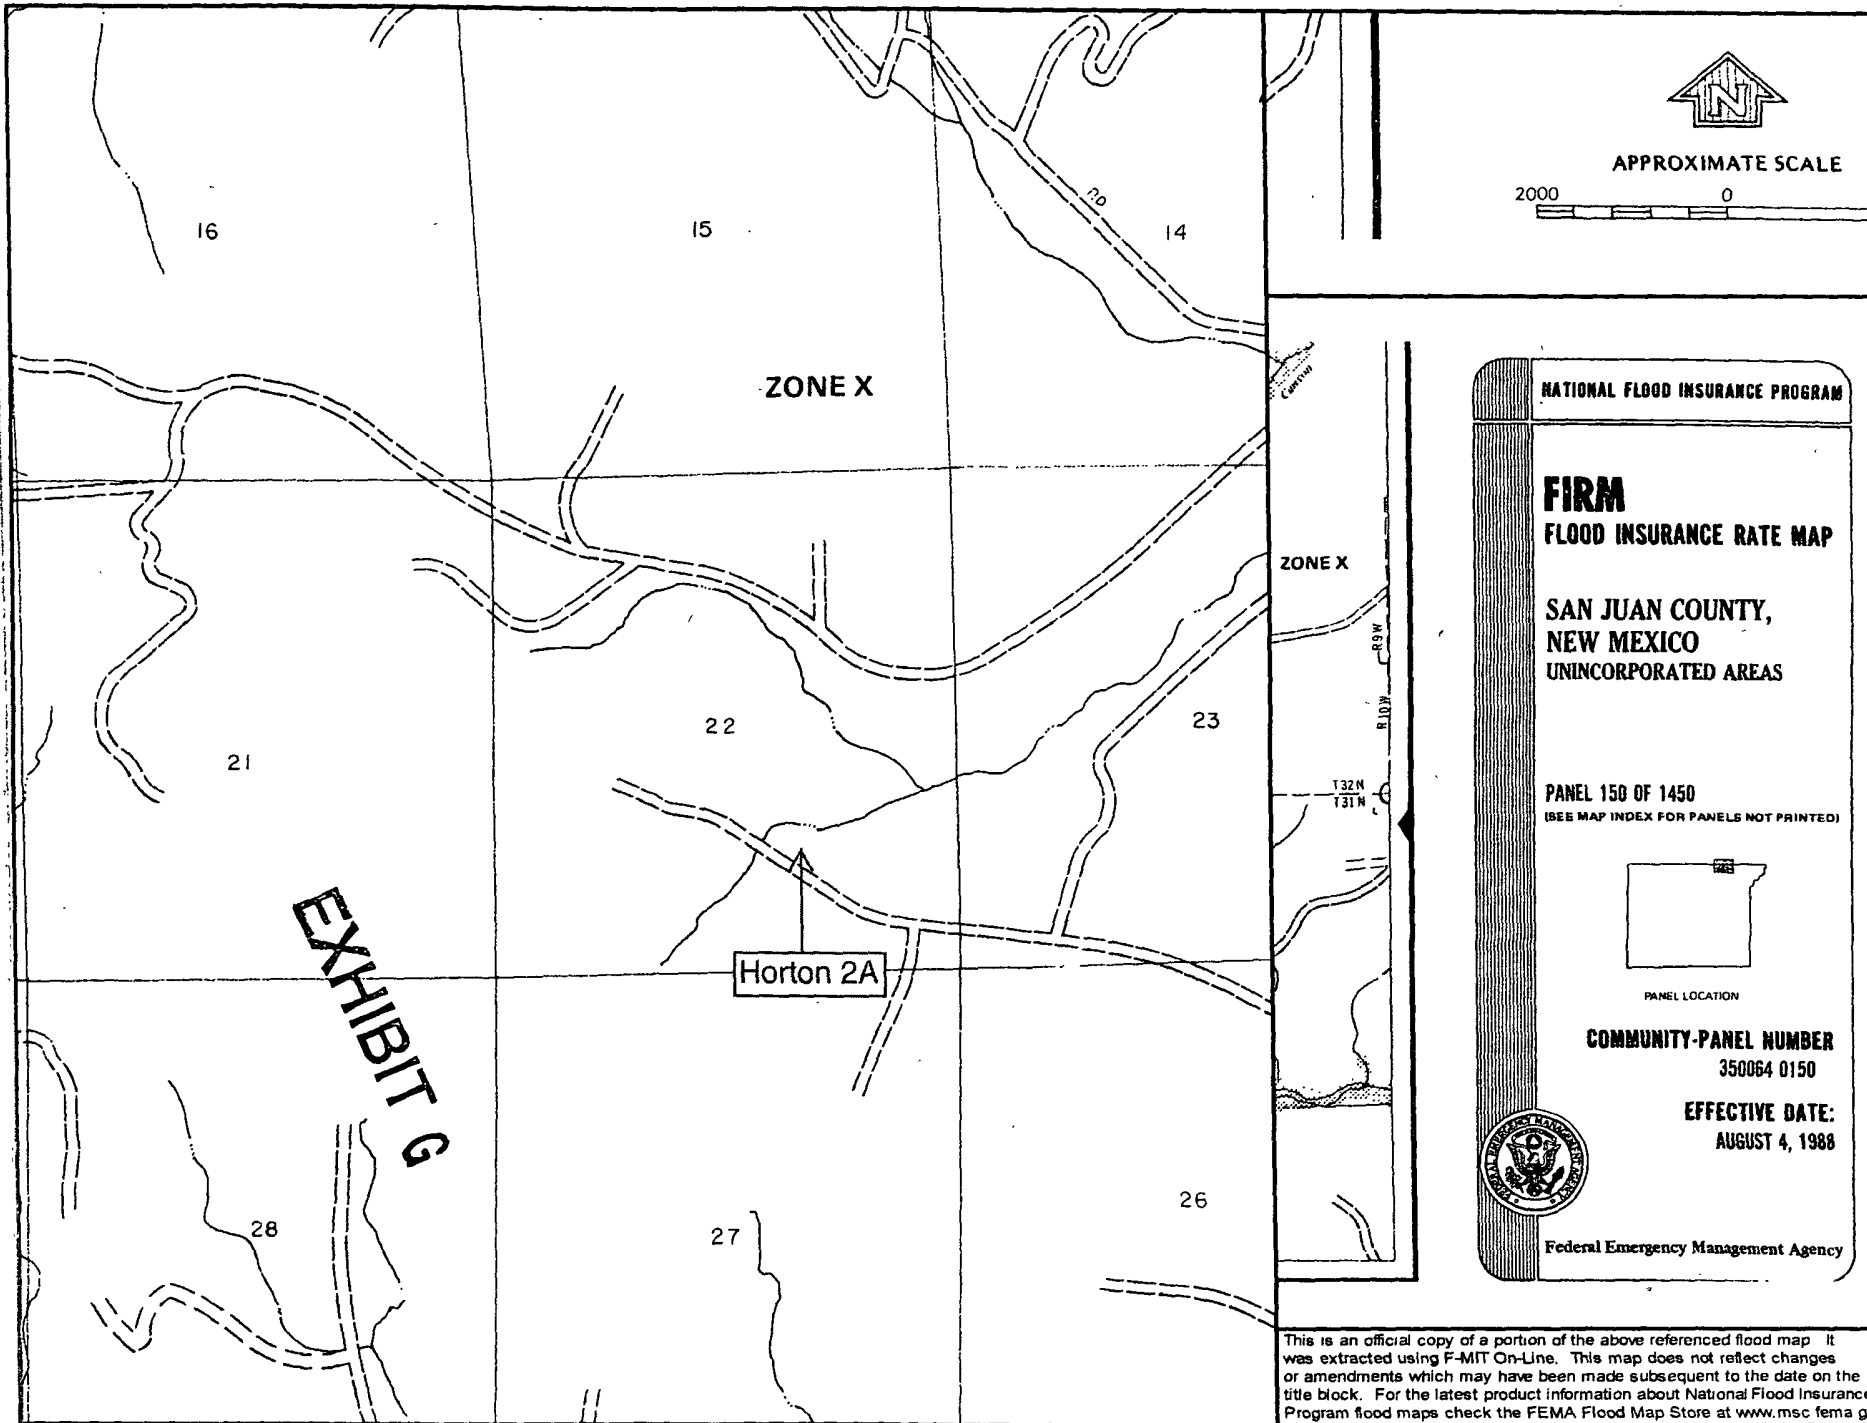 16
15
14
RD
ZONE X
21
22
23
Horton 2A
EXHIBIT G
28
27
26
N
APPROXIMATE SCALE
2000 0
ZONE X
R9W
R10W
T32N
T31N
NATIONAL FLOOD INSURANCE PROGRAM
FIRM
FLOOD INSURANCE RATE MAP
SAN JUAN COUNTY,
NEW MEXICO
UNINCORPORATED AREAS
PANEL 150 OF 1450
(SEE MAP INDEX FOR PANELS NOT PRINTED)
PANEL LOCATION
COMMUNITY-PANEL NUMBER
350064 0150
EFFECTIVE DATE:
AUGUST 4, 1988
FEDERAL EMERGENCY MANAGEMENT AGENCY
Federal Emergency Management Agency
This is an official copy of a portion of the above referenced flood map It
was extracted using F-MIT On-Line. This map does not reflect changes
or amendments which may have been made subsequent to the date on the
title block. For the latest product information about National Flood Insurance
Program flood maps check the FEMA Flood Map Store at www.msc fema g